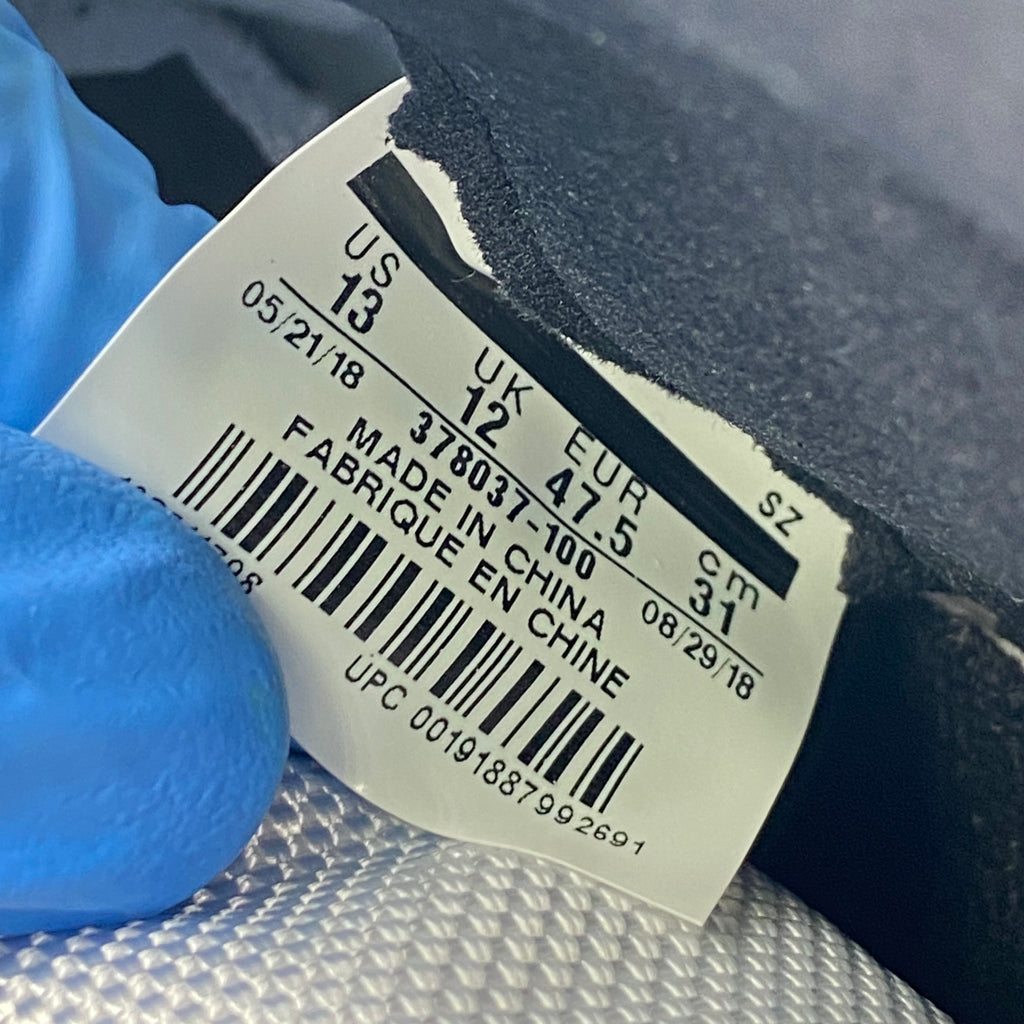 SZ
US UK EUR cm
13 12 47.5 31
05/21/18 378037-100 08/29/18
MADE IN CHINA
FABRIQUE EN CHINE
UPC 00191887992691